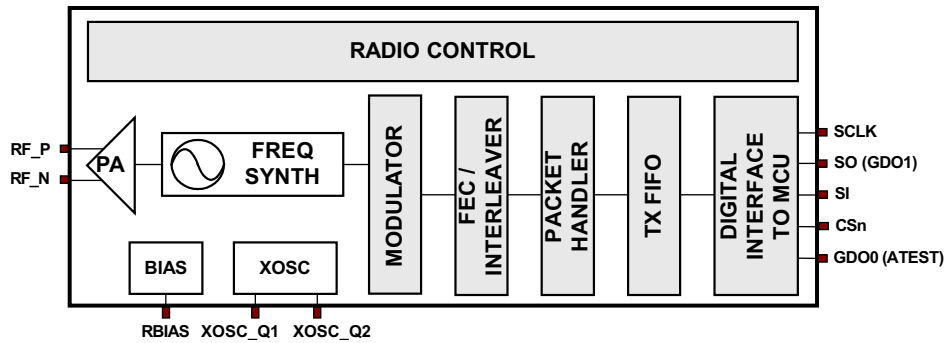 RADIO CONTROL
RF_P
RF_N
PA
FREQ
SYNTH
MODULATOR
FEC /
INTERLEAVER
PACKET
HANDLER
TX FIFO
DIGITAL
INTERFACE
TO MCU
SCLK
SO (GDO1)
SI
CSn
GDO0 (ATEST)
BIAS
XOSC
RBIAS
XOSC_Q1
XOSC_Q2